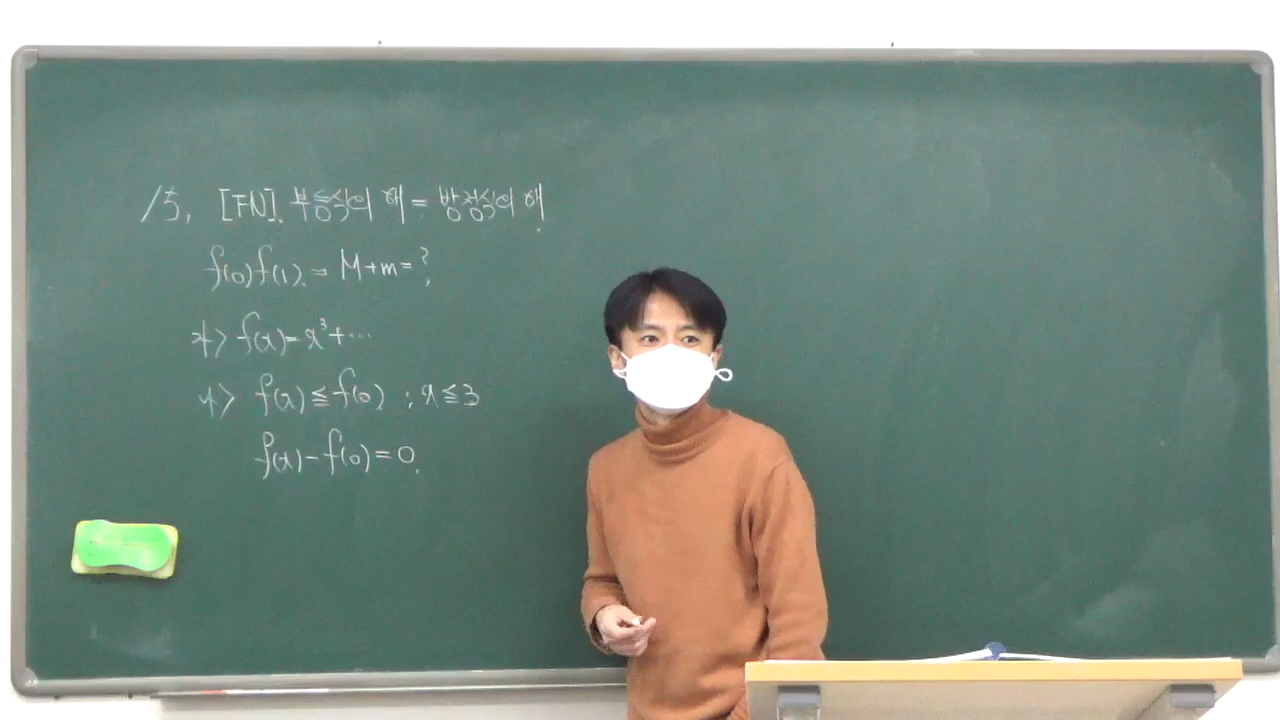 15. [FN]. 부등식의 해 = 방정식의 해.
f(0)f(1). = M+m=?
가> f(x)=x³+⋯
나> f(x)≦f(0) ; x≦3
f(x)-f(0)=0.